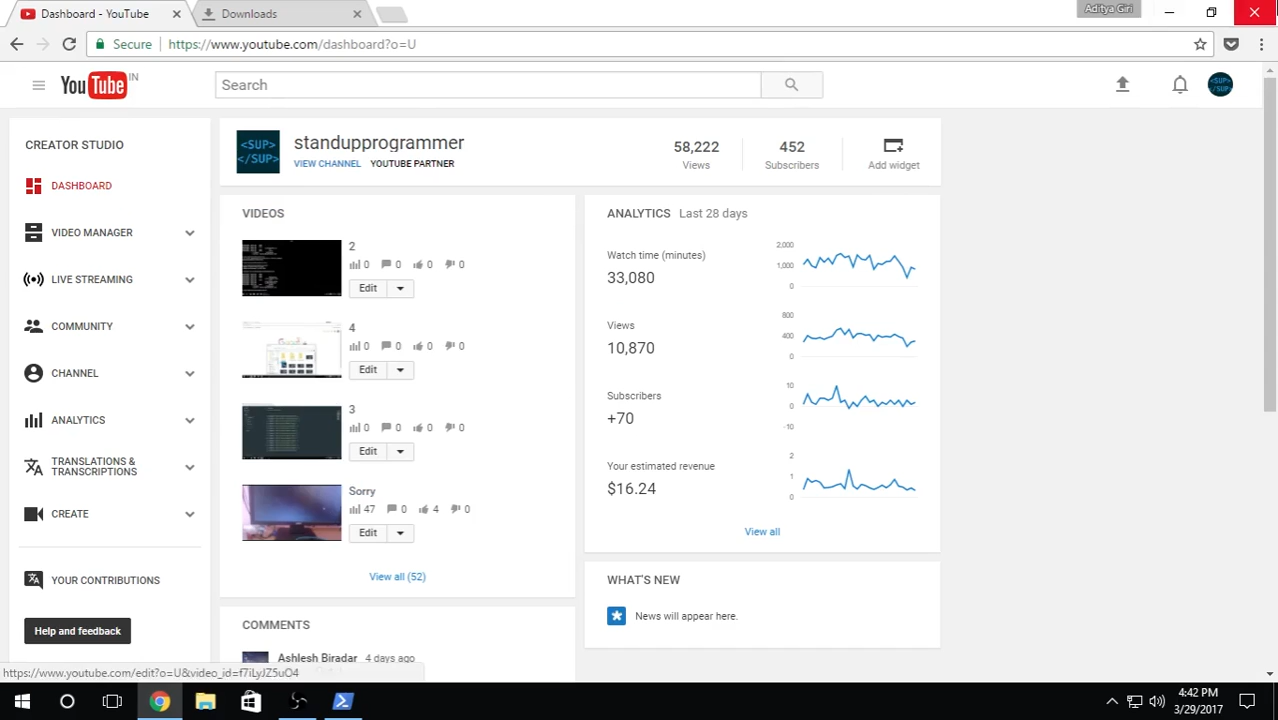 Dashboard - YouTube
Downloads
Aditya Giri
Secure
https://www.youtube.com/dashboard?o=U
YouTube IN
Search
<SUP>
</SUP>
CREATOR STUDIO
DASHBOARD
VIDEO MANAGER
LIVE STREAMING
COMMUNITY
CHANNEL
ANALYTICS
TRANSLATIONS &
TRANSCRIPTIONS
CREATE
YOUR CONTRIBUTIONS
Help and feedback
<SUP>
</SUP>
standupprogrammer
VIEW CHANNEL YOUTUBE PARTNER
58,222
Views
452
Subscribers
Add widget
VIDEOS
2
0 0 0 0
Edit
4
0 0 0 0
Edit
3
0 0 0 0
Edit
Sorry
47 0 4 0
Edit
View all (52)
COMMENTS
Ashlesh Biradar 4 days ago
ANALYTICS Last 28 days
Watch time (minutes)
33,080
2,000
1,000
0
Views
10,870
800
400
0
Subscribers
+70
10
0
-10
Your estimated revenue
$16.24
2
1
0
View all
WHAT'S NEW
News will appear here.
https://www.youtube.com/edit?o=U&video_id=f7iLyJZ5uO4
4:42 PM
3/29/2017